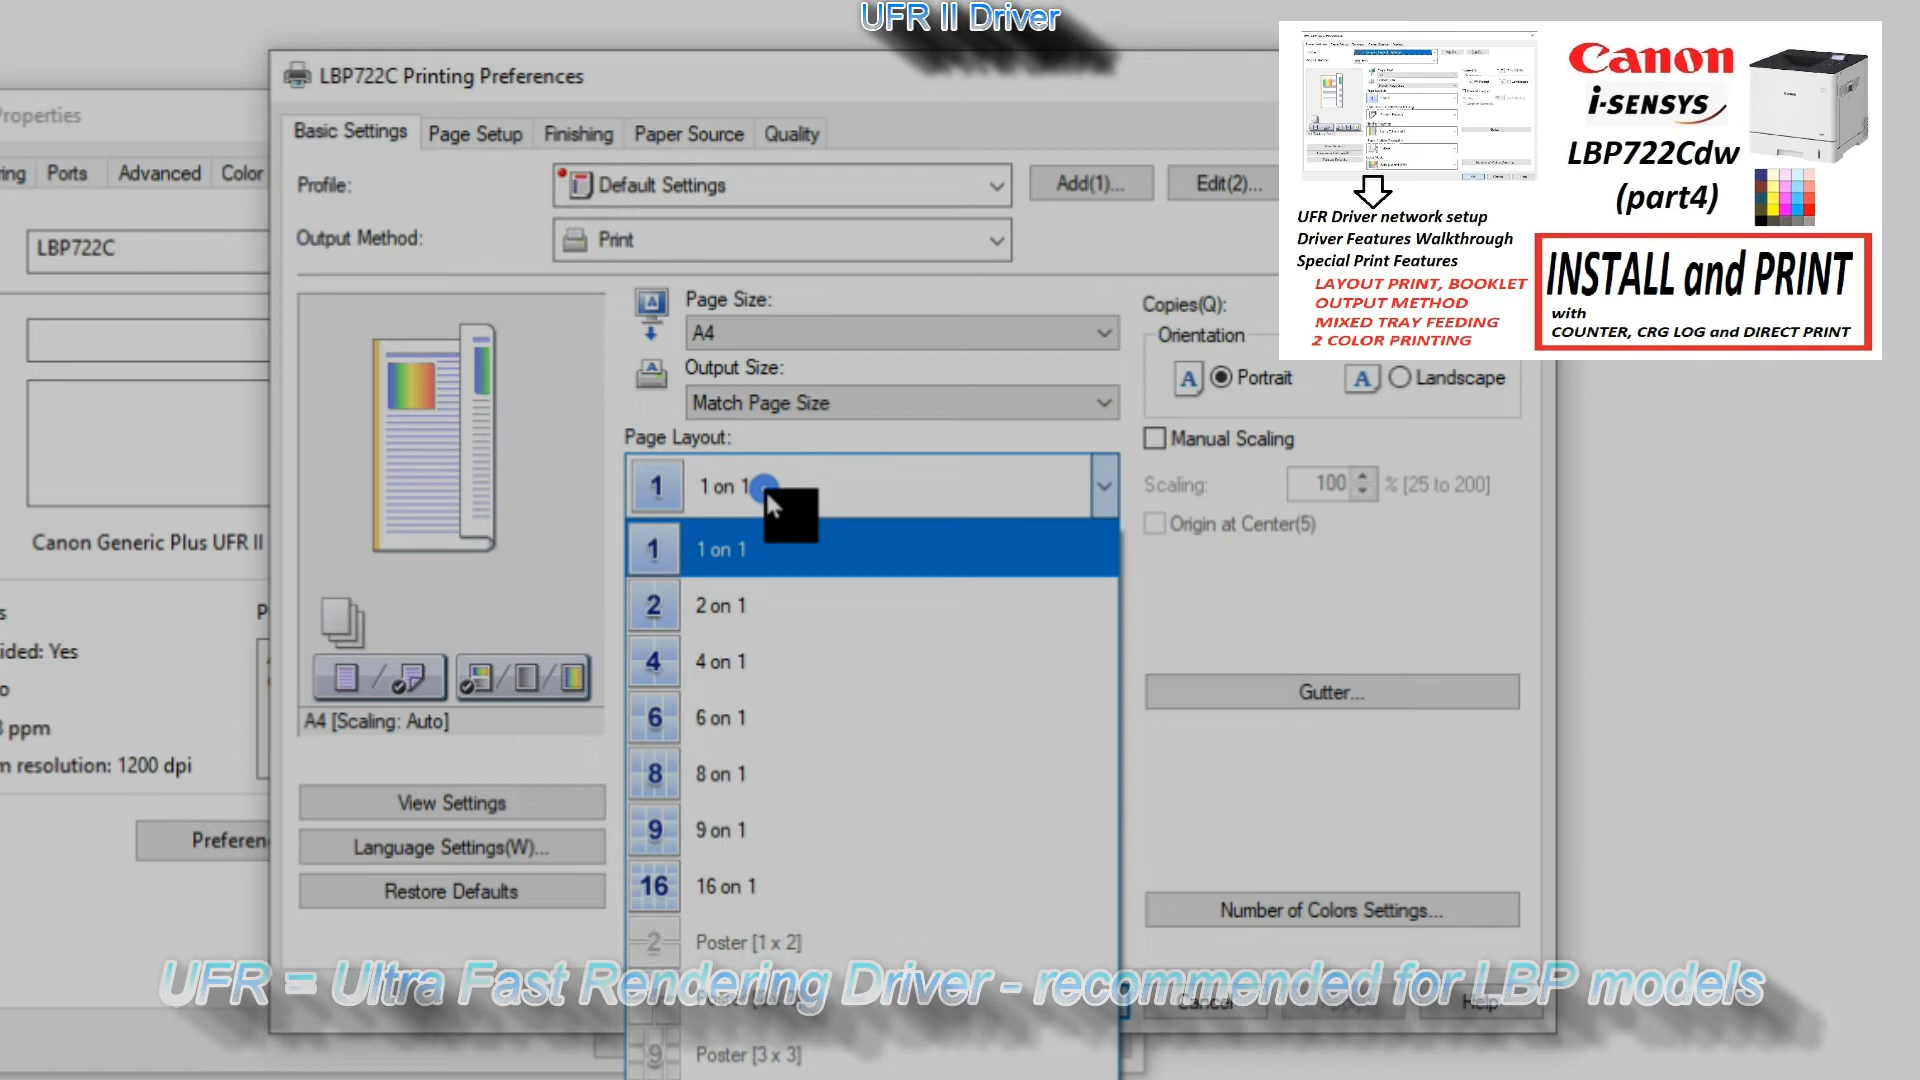 UFR II Driver
LBP722C Printing Preferences
Properties
Basic Settings
Page Setup
Finishing
Paper Source
Quality
Ports
Advanced
Color
Profile:
Default Settings
Add(1)...
Edit(2)...
Output Method:
Print
LBP722C
Page Size:
A4
Output Size:
Match Page Size
Page Layout:
1 1 on 1
1 1 on 1
2 2 on 1
4 4 on 1
6 6 on 1
8 8 on 1
9 9 on 1
16 16 on 1
2 Poster [1 x 2]
9 Poster [3 x 3]
Copies(Q):
Orientation
A Portrait
A Landscape
Manual Scaling
Scaling:
100
% [25 to 200]
Origin at Center(5)
Gutter...
Number of Colors Settings...
Canon Generic Plus UFR II
ided: Yes
ppm
m resolution: 1200 dpi
Preferen
A4 [Scaling: Auto]
View Settings
Language Settings(W)...
Restore Defaults
Cancel
Help
UFR = Ultra Fast Rendering Driver - recommended for LBP models
Canon
i-SENSYS
LBP722Cdw
(part4)
UFR Driver network setup
Driver Features Walkthrough
Special Print Features
LAYOUT PRINT, BOOKLET
OUTPUT METHOD
MIXED TRAY FEEDING
2 COLOR PRINTING
INSTALL and PRINT
with
COUNTER, CRG LOG and DIRECT PRINT